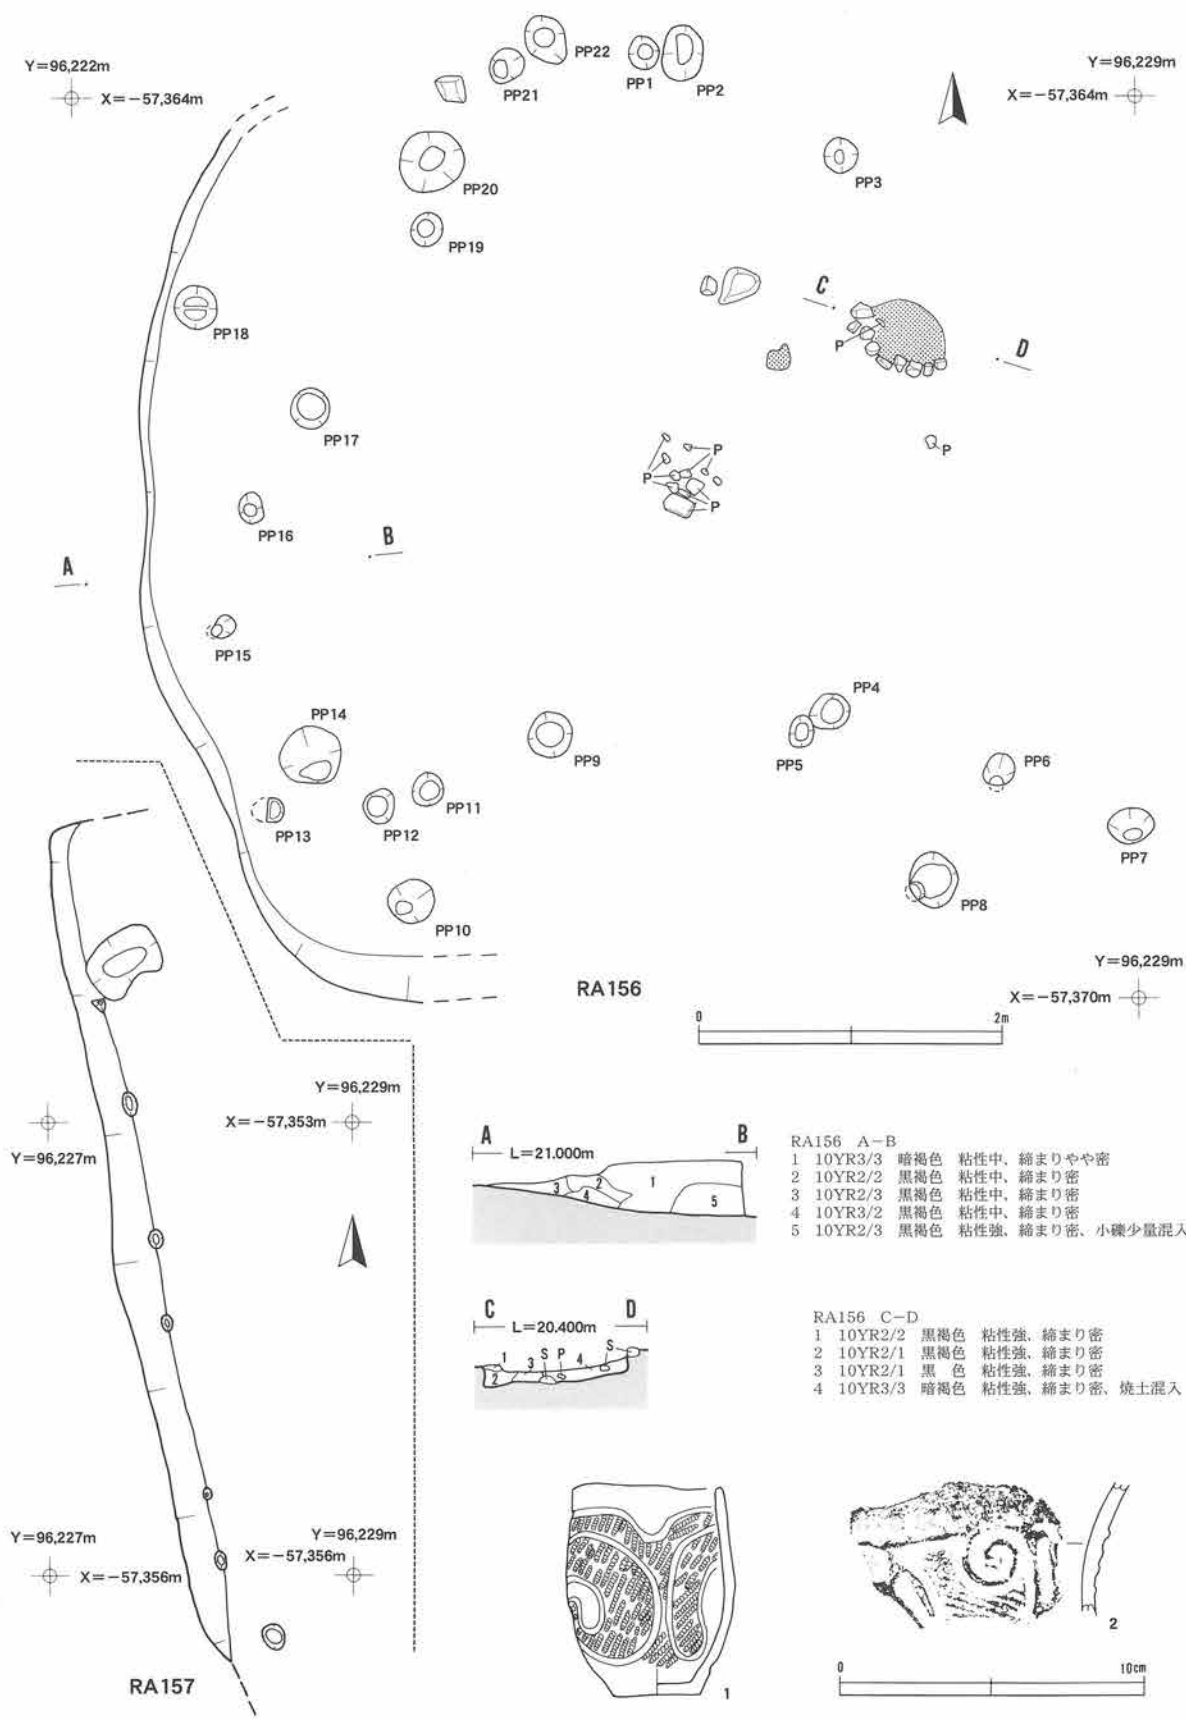 Y=96,222m
X=-57,364m
PP22
PP21
PP1
PP2
Y=96,229m
X=-57,364m
PP3
PP20
PP19
C
P
D
PP18
PP17
P
P
P
P
PP16
A
B
PP15
PP14
PP4
PP9
PP5
PP6
PP13
PP12
PP11
PP7
PP10
PP8
RA156
Y=96,229m
X=-57,370m
0
2m
Y=96,229m
X=-57,353m
Y=96,227m
A
B
L=21.000m
1
2
3
4
5
RA156 A-B
1 10YR3/3 暗褐色 粘性中、締まりやや密
2 10YR2/2 黒褐色 粘性中、締まり密
3 10YR2/3 黒褐色 粘性中、締まり密
4 10YR3/2 黒褐色 粘性中、締まり密
5 10YR2/3 黒褐色 粘性強、締まり密、小礫少量混入
C
D
L=20.400m
1
2
3
S
P
4
S
RA156 C-D
1 10YR2/2 黒褐色 粘性強、締まり密
2 10YR2/1 黒褐色 粘性強、締まり密
3 10YR2/1 黒 色 粘性強、締まり密
4 10YR3/3 暗褐色 粘性強、締まり密、焼土混入
Y=96,227m
X=-57,356m
Y=96,229m
X=-57,356m
RA157
1
2
0
10cm